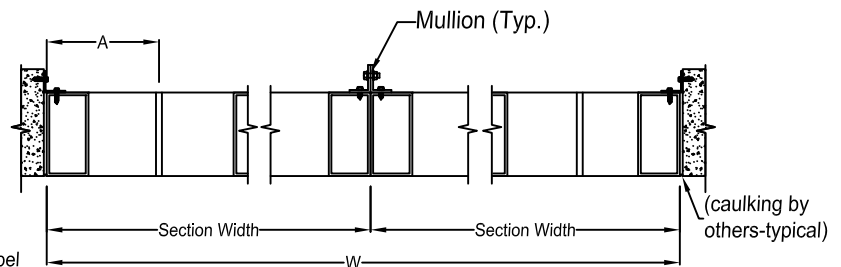 Mullion (Typ.)
A
(caulking by
others-typical)
Section Width
Section Width
W